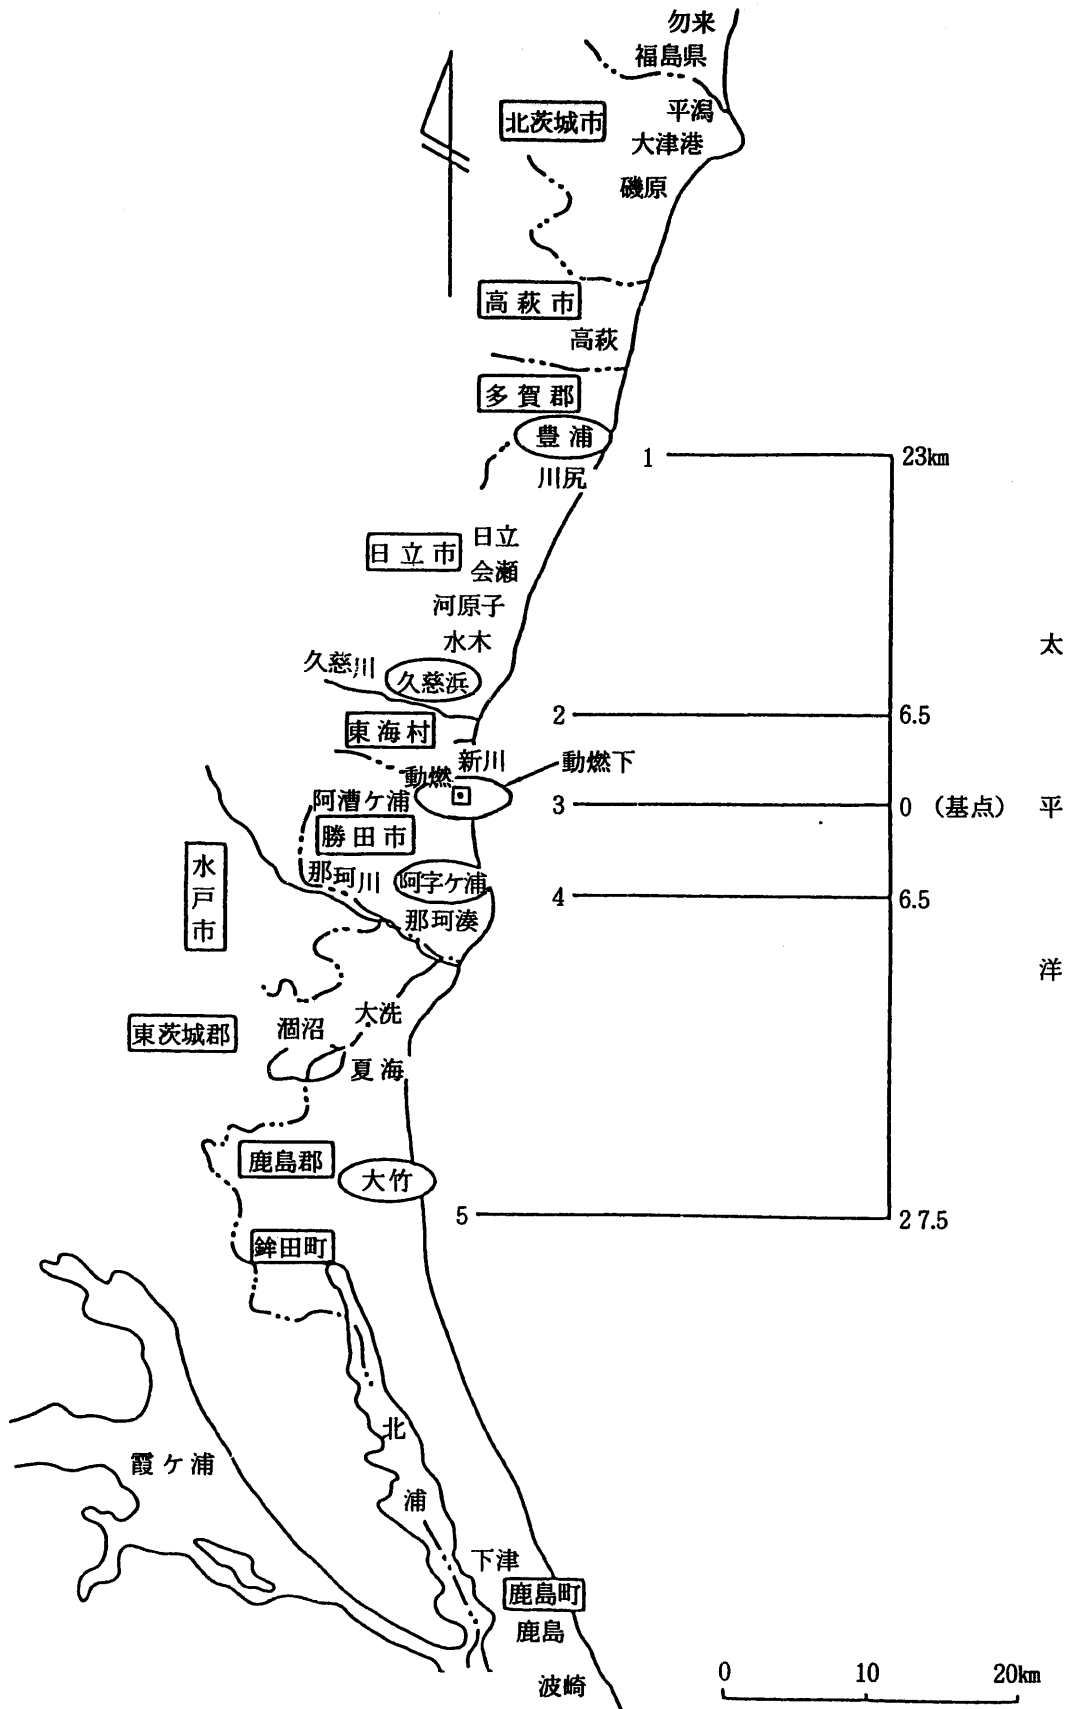 勿来
福島県
平潟
北茨城市
大津港
磯原
高萩市
高萩
多賀郡
豊浦
1
23km
川尻
日立
日立市
会瀬
河原子
水木
太
久慈川
久慈浜
2
6.5
東海村
新川
動燃下
動燃
阿漕ケ浦
3
0 (基点)
平
勝田市
水戸市
那珂川
阿字ケ浦
4
6.5
那珂湊
洋
大洗
涸沼
東茨城郡
夏海
鹿島郡
大竹
5
27.5
鉾田町
北
霞ケ浦
浦
下津
鹿島町
鹿島
0 10 20km
波崎